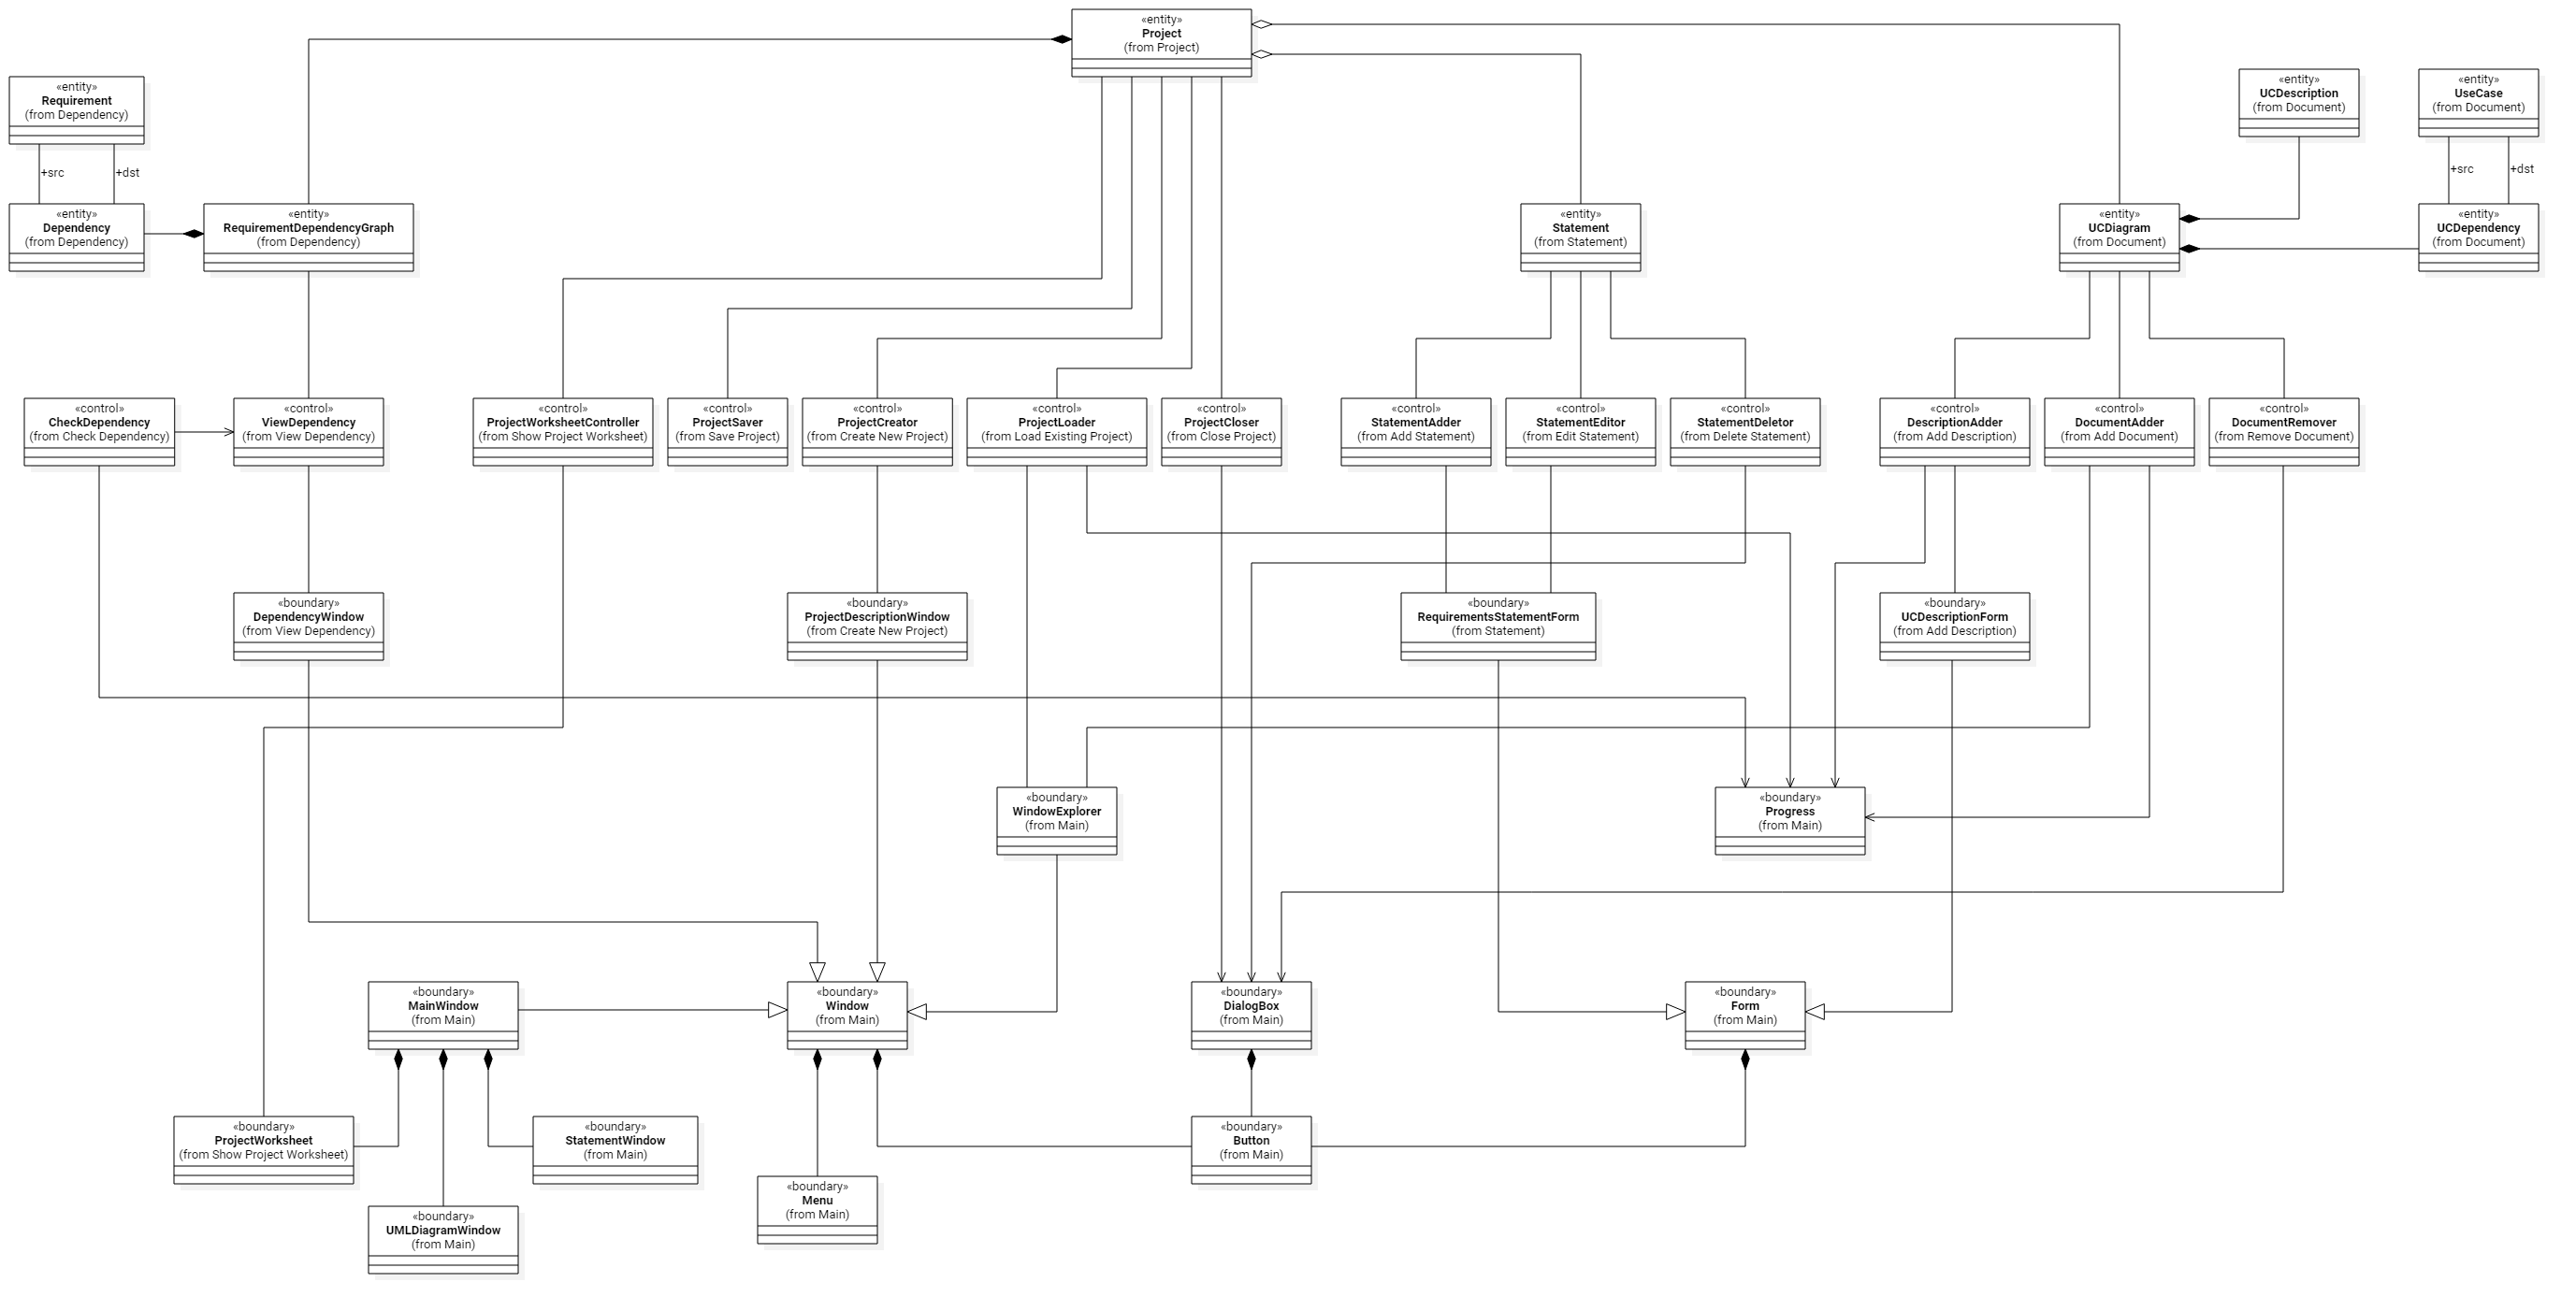 «entity»
Project
(from Project)
«entity»
Requirement
(from Dependency)
«entity»
UCDescription
(from Document)
«entity»
UseCase
(from Document)
+src
+dst
+src
+dst
«entity»
Dependency
(from Dependency)
«entity»
RequirementDependencyGraph
(from Dependency)
«entity»
Statement
(from Statement)
«entity»
UCDiagram
(from Document)
«entity»
UCDependency
(from Document)
«control»
CheckDependency
(from Check Dependency)
«control»
ViewDependency
(from View Dependency)
«control»
ProjectWorksheetController
(from Show Project Worksheet)
«control»
ProjectSaver
(from Save Project)
«control»
ProjectCreator
(from Create New Project)
«control»
ProjectLoader
(from Load Existing Project)
«control»
ProjectCloser
(from Close Project)
«control»
StatementAdder
(from Add Statement)
«control»
StatementEditor
(from Edit Statement)
«control»
StatementDeletor
(from Delete Statement)
«control»
DescriptionAdder
(from Add Description)
«control»
DocumentAdder
(from Add Document)
«control»
DocumentRemover
(from Remove Document)
«boundary»
DependencyWindow
(from View Dependency)
«boundary»
ProjectDescriptionWindow
(from Create New Project)
«boundary»
RequirementsStatementForm
(from Statement)
«boundary»
UCDescriptionForm
(from Add Description)
«boundary»
WindowExplorer
(from Main)
«boundary»
Progress
(from Main)
«boundary»
MainWindow
(from Main)
«boundary»
Window
(from Main)
«boundary»
DialogBox
(from Main)
«boundary»
Form
(from Main)
«boundary»
ProjectWorksheet
(from Show Project Worksheet)
«boundary»
StatementWindow
(from Main)
«boundary»
Button
(from Main)
«boundary»
Menu
(from Main)
«boundary»
UMLDiagramWindow
(from Main)